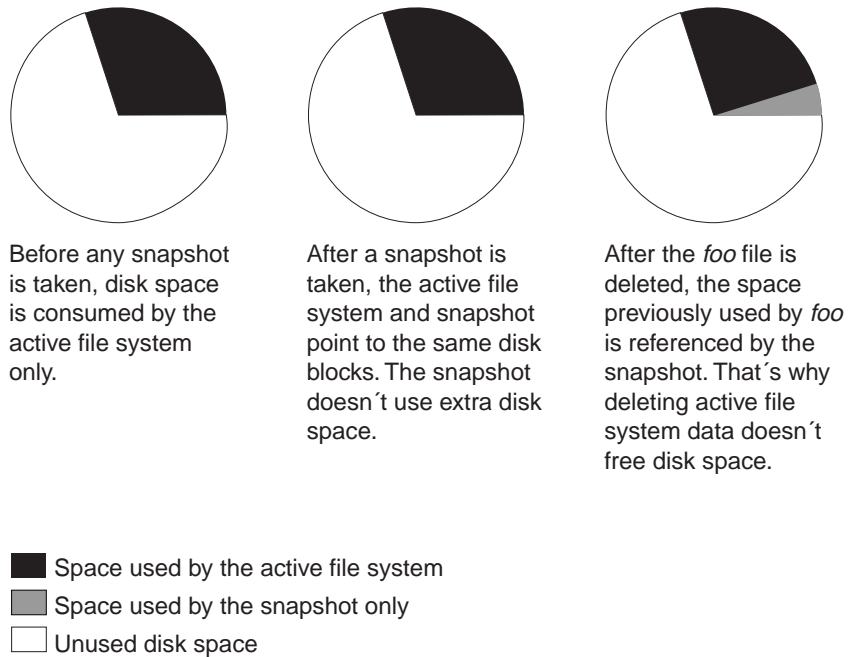 Before any snapshot
is taken, disk space
is consumed by the
active file system
only.
After a snapshot is
taken, the active file
system and snapshot
point to the same disk
blocks. The snapshot
doesn´t use extra disk
space.
After the foo file is
deleted, the space
previously used by foo
is referenced by the
snapshot. That´s why
deleting active file
system data doesn´t
free disk space.
Space used by the active file system
Space used by the snapshot only
Unused disk space